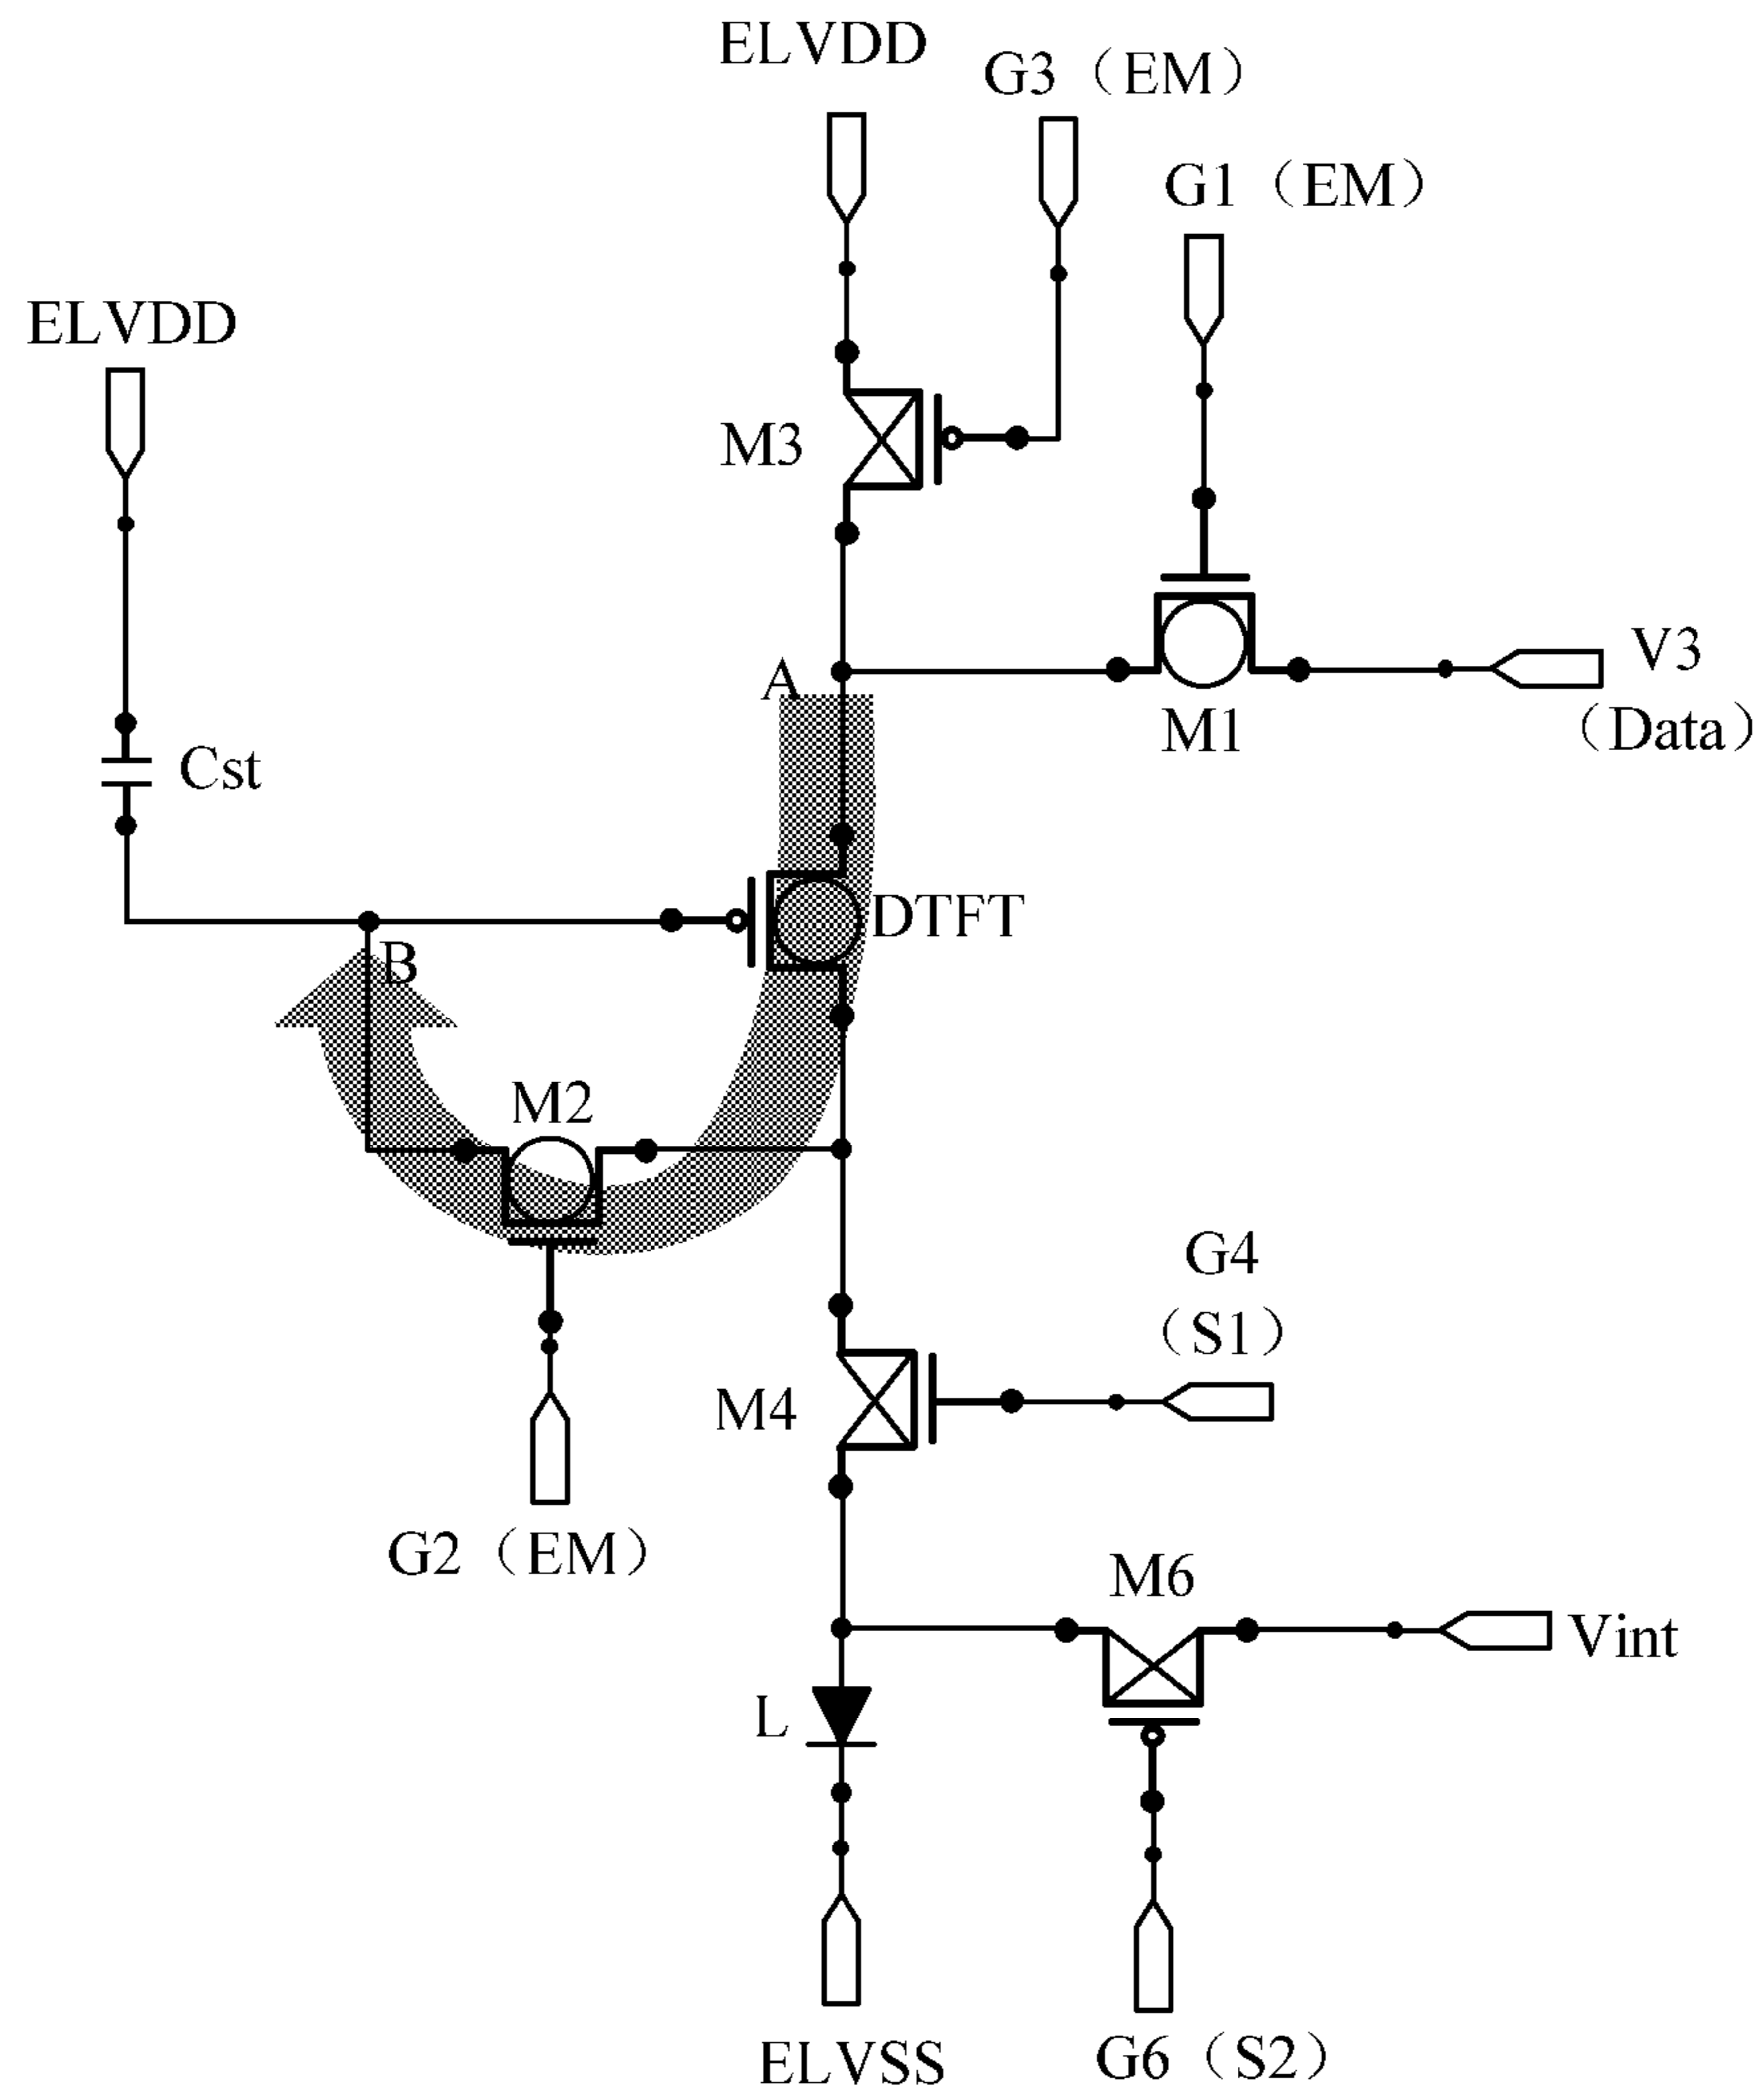 ELVDD
G3（EM）
G1（EM）
ELVDD
M3
V3
（Data）
A
M1
Cst
DTFT
B
M2
G4
（S1）
M4
G2（EM）
M6
Vint
L
ELVSS
G6（S2）